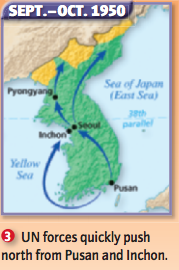 SEPT.–OCT. 1950
Sea of Japan
(East Sea)
Pyongyang
38th
parallel
Seoul
Inchon
Yellow
Sea
Pusan
3 UN forces quickly push
north from Pusan and Inchon.